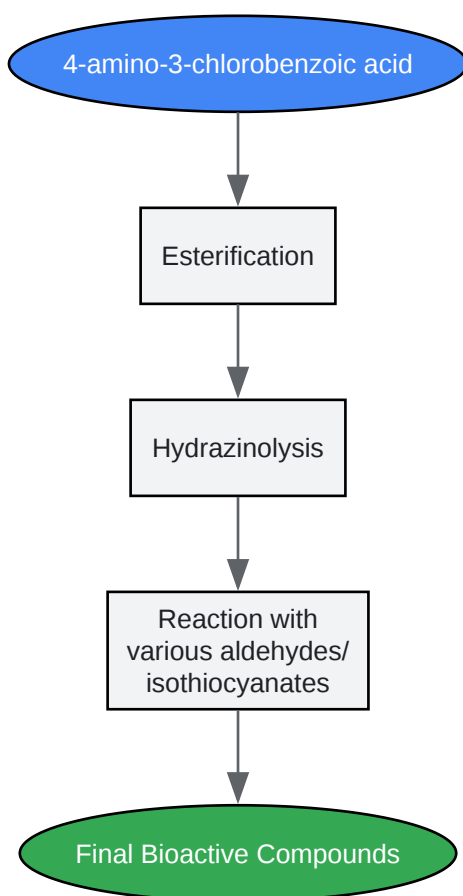 4-amino-3-chlorobenzoic acid
Esterification
Hydrazinolysis
Reaction with
various aldehydes/
isothiocyanates
Final Bioactive Compounds